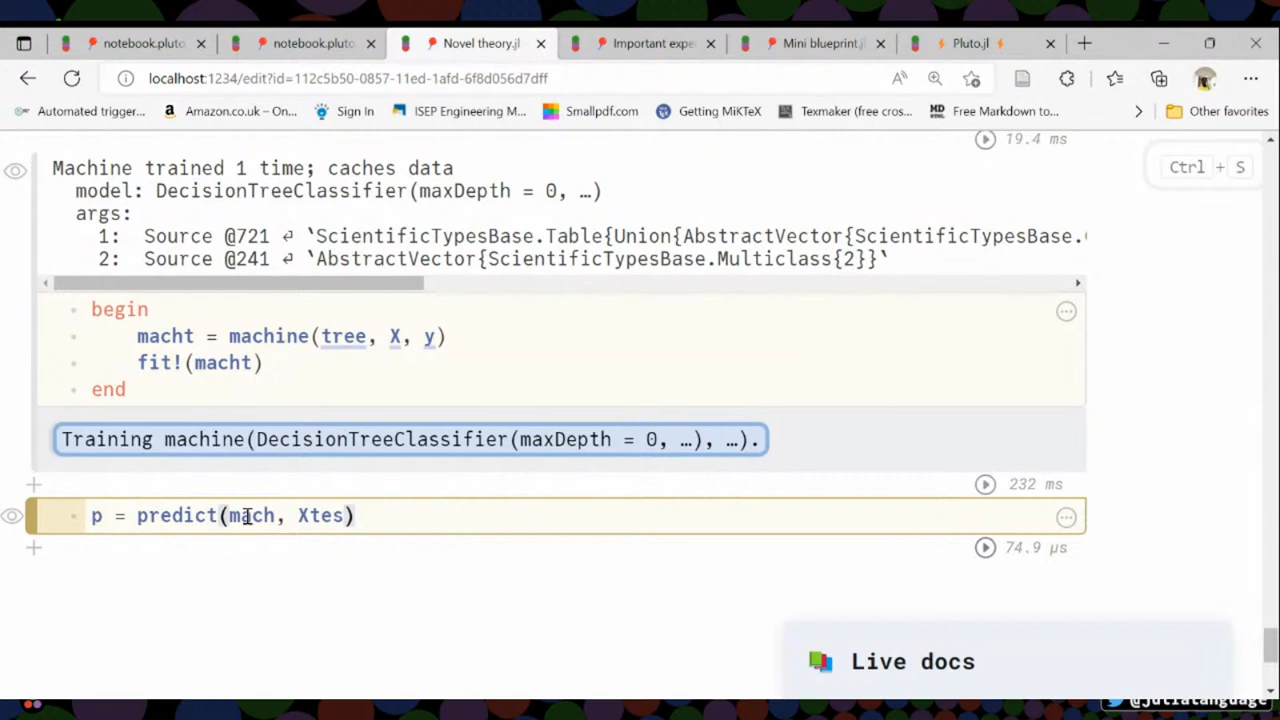 notebook.pluto
notebook.pluto
Novel theory.jl
Important expe
Mini blueprint.jl
⚡ Pluto.jl ⚡
localhost:1234/edit?id=112c5b50-0857-11ed-1afd-6f8d056d7dff
Automated trigger...
Amazon.co.uk – On...
Sign In
ISEP Engineering M...
Smallpdf.com
Getting MiKTeX
Texmaker (free cros...
Free Markdown to...
Other favorites
19.4 ms
Ctrl + S
Machine trained 1 time; caches data
model: DecisionTreeClassifier(maxDepth = 0, …)
args:
1: Source @721 ⏎ `ScientificTypesBase.Table{Union{AbstractVector{ScientificTypesBase.
2: Source @241 ⏎ `AbstractVector{ScientificTypesBase.Multiclass{2}}`
begin
macht = machine(tree, X, y)
fit!(macht)
end
Training machine(DecisionTreeClassifier(maxDepth = 0, …), …).
232 ms
p = predict(mach, Xtes)
74.9 μs
Live docs
@julialanguage